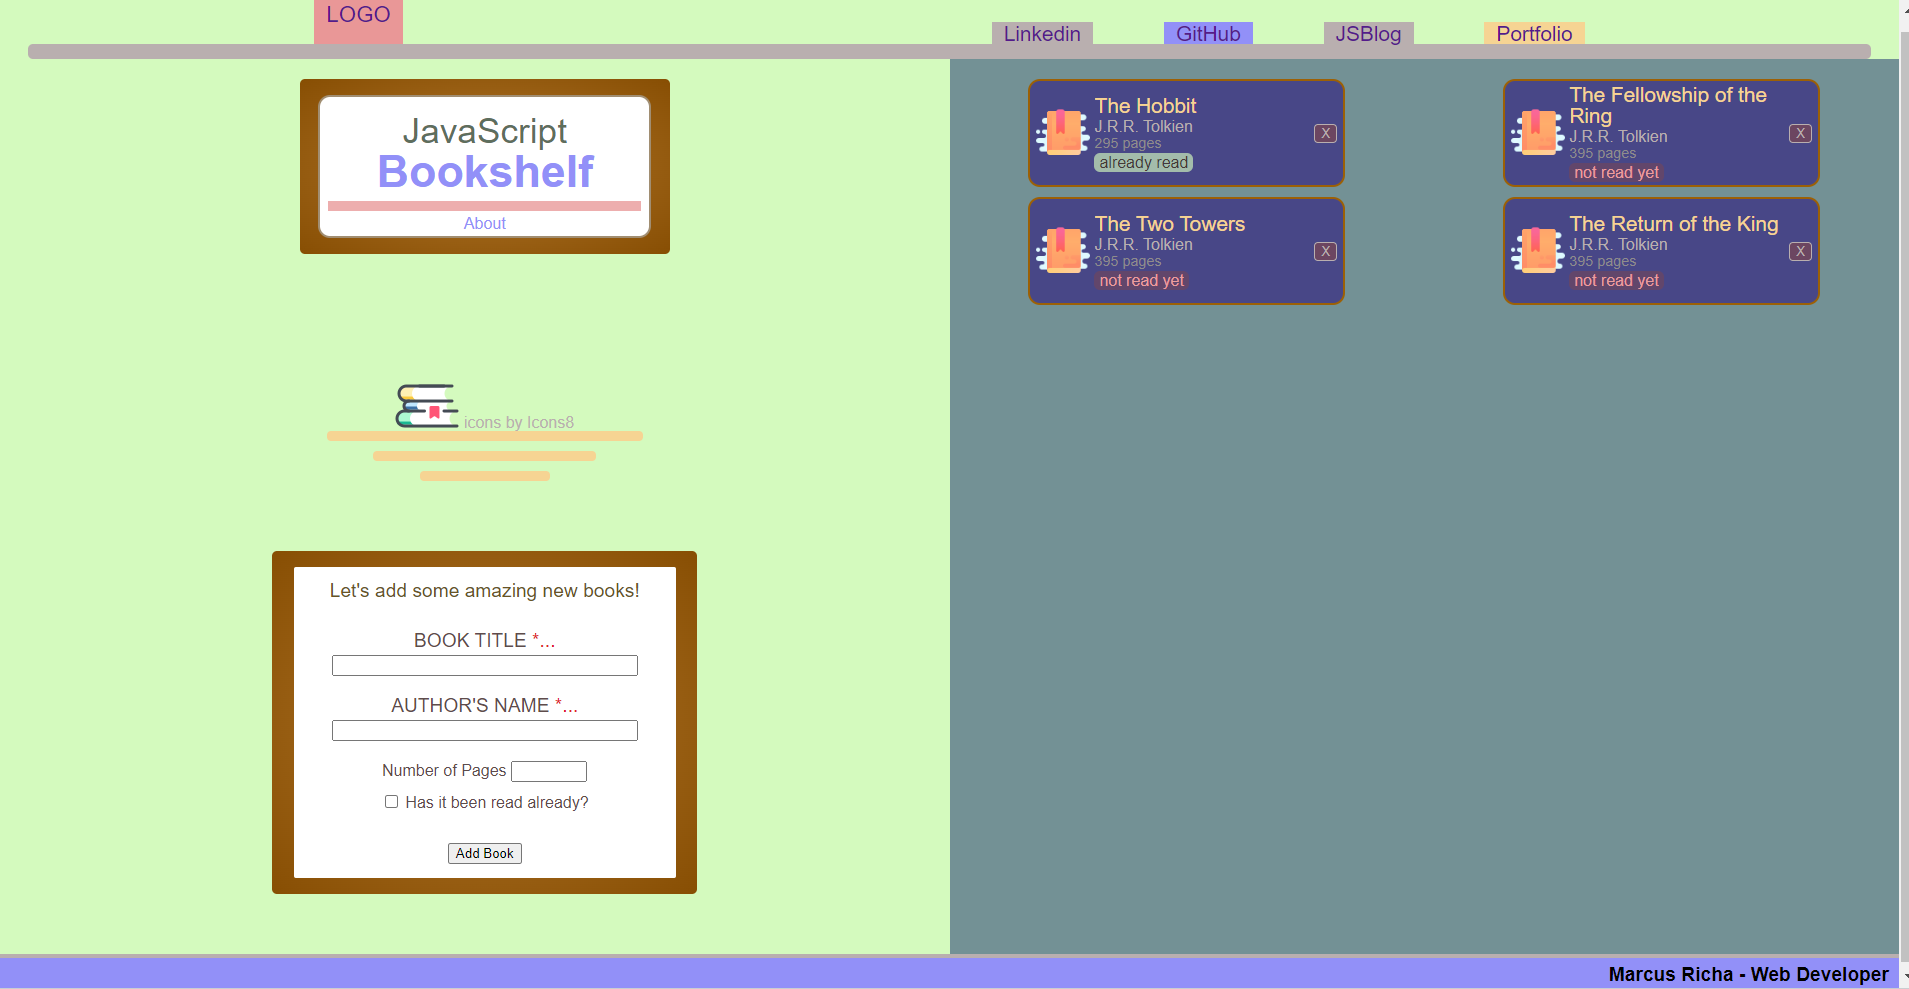 LOGO
Linkedin
GitHub
JSBlog
Portfolio
JavaScript
Bookshelf
About
icons by Icons8
Let's add some amazing new books!
BOOK TITLE *...
AUTHOR'S NAME *...
Number of Pages
Has it been read already?
Add Book
The Hobbit
J.R.R. Tolkien
295 pages
already read
X
The Fellowship of the
Ring
J.R.R. Tolkien
395 pages
not read yet
X
The Two Towers
J.R.R. Tolkien
395 pages
not read yet
X
The Return of the King
J.R.R. Tolkien
395 pages
not read yet
X
Marcus Richa - Web Developer